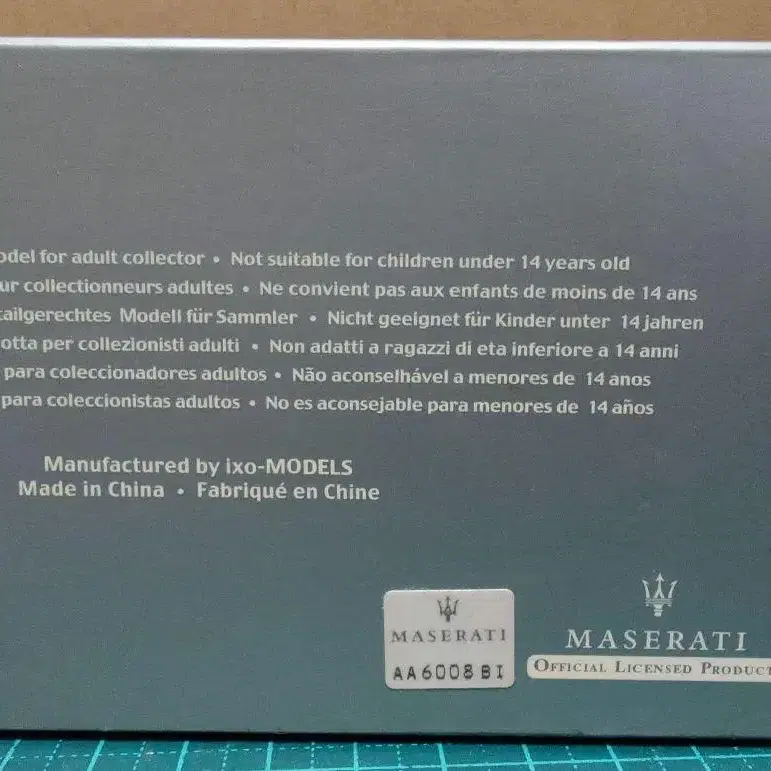 odel for adult collector • Not suitable for children under 14 years old
ur collectionneurs adultes • Ne convient pas aux enfants de moins de 14 ans
ailgerechtes Modell für Sammler • Nicht geeignet für Kinder unter 14 jahren
otta per collezionisti adulti • Non adatti a ragazzi di eta inferiore a 14 anni
para coleccionadores adultos • Não aconselhável a menores de 14 anos
para coleccionistas adultos • No es aconsejable para menores de 14 años
Manufactured by ixo-MODELS
Made in China • Fabriqué en Chine
MASERATI
AA6008BI
MASERATI
OFFICIAL LICENSED PRODUCT